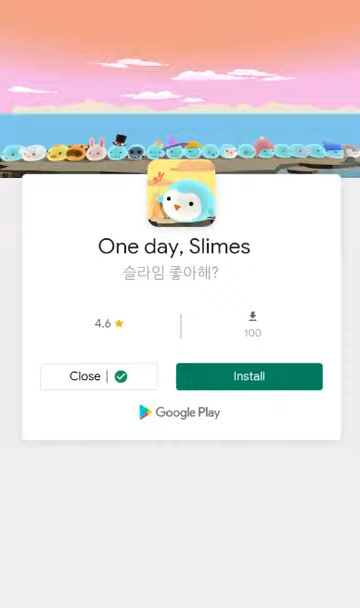 One day, Slimes
슬라임 좋아해?
4.6
100
Close
Install
Google Play